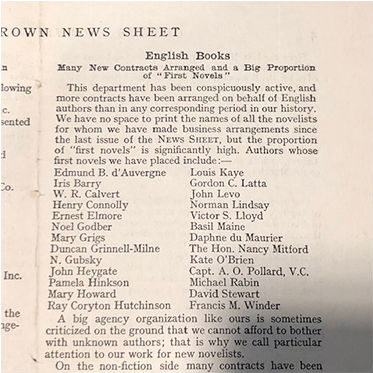 ROWN NEWS SHEET
English Books
Many New Contracts Arranged and a Big Proportion
of "First Novels"
This department has been conspicuously active, and
more contracts have been arranged on behalf of English
authors than in any corresponding period in our history.
We have no space to print the names of all the novelists
for whom we have made business arrangements since
the last issue of the NEWS SHEET, but the proportion
of "first novels" is significantly high. Authors whose
first novels we have placed include:—
Edmund B. d'Auvergne Louis Kaye
Iris Barry Gordon C. Latta
W. R. Calvert John Levo
Henry Connolly Norman Lindsay
Ernest Elmore Victor S. Lloyd
Noel Godber Basil Maine
Mary Grigs Daphne du Maurier
Duncan Grinnell-Milne The Hon. Nancy Mitford
N. Gubsky Kate O'Brien
John Heygate Capt. A. O. Pollard, V.C.
Pamela Hinkson Michael Rabin
Mary Howard David Stewart
Ray Coryton Hutchinson Francis M. Winder
A big agency organization like ours is sometimes
criticized on the ground that we cannot afford to bother
with unknown authors; that is why we call particular
attention to our work for new novelists.
On the non-fiction side many contracts have been
n
llowing
c.
esented
d
Co.
Inc.
the
nge-